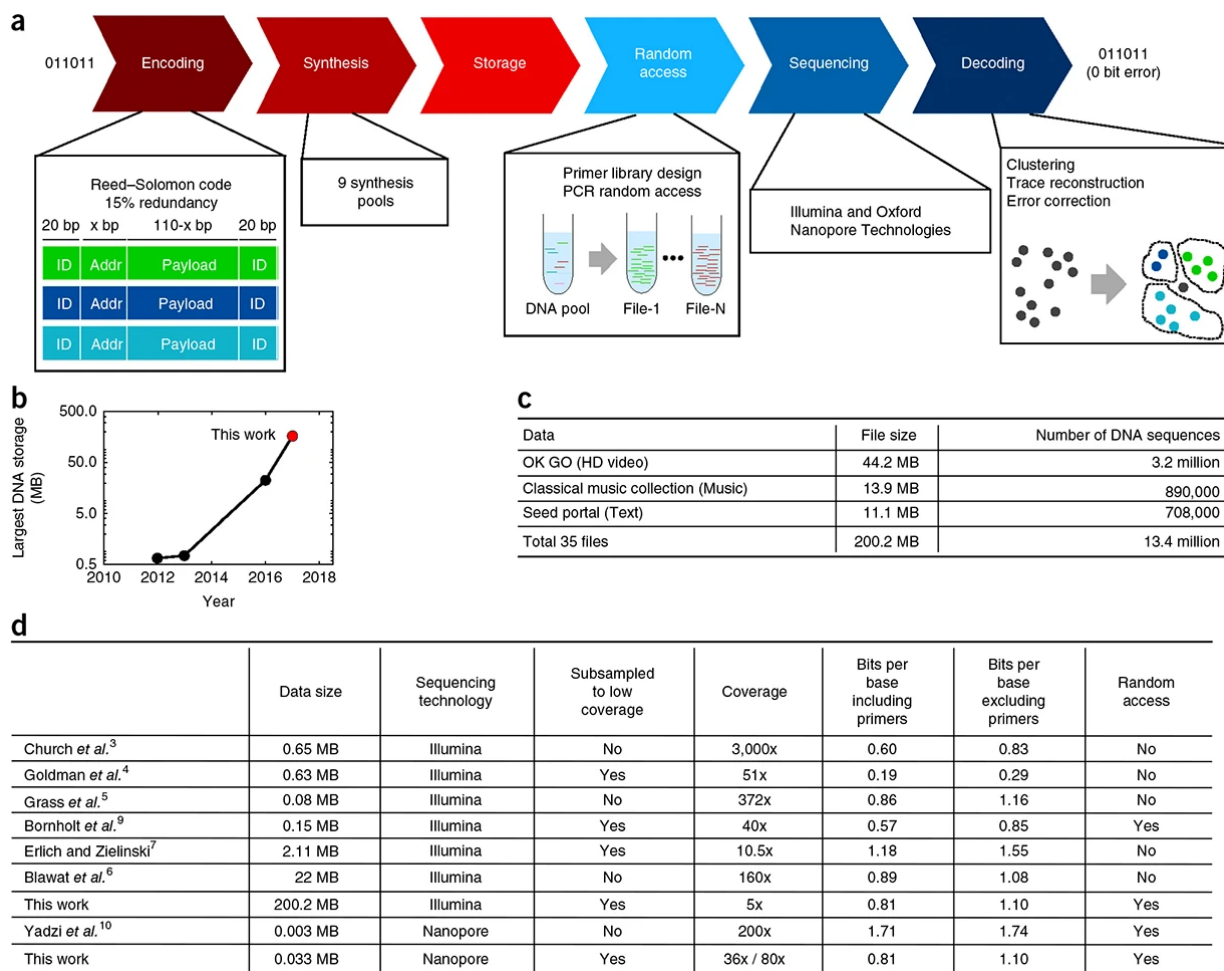 a
011011
Encoding
Synthesis
Storage
Random
access
Sequencing
Decoding
011011
(0 bit error)
Reed–Solomon code
15% redundancy
20 bp x bp 110-x bp 20 bp
ID Addr Payload ID
ID Addr Payload ID
ID Addr Payload ID
9 synthesis
pools
Primer library design
PCR random access
DNA pool File-1 File-N
Illumina and Oxford
Nanopore Technologies
Clustering
Trace reconstruction
Error correction
b
Largest DNA storage
(MB)
500.0
50.0
5.0
0.5
This work
2010 2012 2014 2016 2018
Year
c
Data File size Number of DNA sequences
OK GO (HD video) 44.2 MB 3.2 million
Classical music collection (Music) 13.9 MB 890,000
Seed portal (Text) 11.1 MB 708,000
Total 35 files 200.2 MB 13.4 million
d
Data size
Sequencing
technology
Subsampled
to low
coverage
Coverage
Bits per
base
including
primers
Bits per
base
excluding
primers
Random
access
Church et al.3 0.65 MB Illumina No 3,000x 0.60 0.83 No
Goldman et al.4 0.63 MB Illumina Yes 51x 0.19 0.29 No
Grass et al.5 0.08 MB Illumina No 372x 0.86 1.16 No
Bornholt et al.9 0.15 MB Illumina Yes 40x 0.57 0.85 Yes
Erlich and Zielinski7 2.11 MB Illumina Yes 10.5x 1.18 1.55 No
Blawat et al.6 22 MB Illumina No 160x 0.89 1.08 No
This work 200.2 MB Illumina Yes 5x 0.81 1.10 Yes
Yadzi et al.10 0.003 MB Nanopore No 200x 1.71 1.74 Yes
This work 0.033 MB Nanopore Yes 36x / 80x 0.81 1.10 Yes